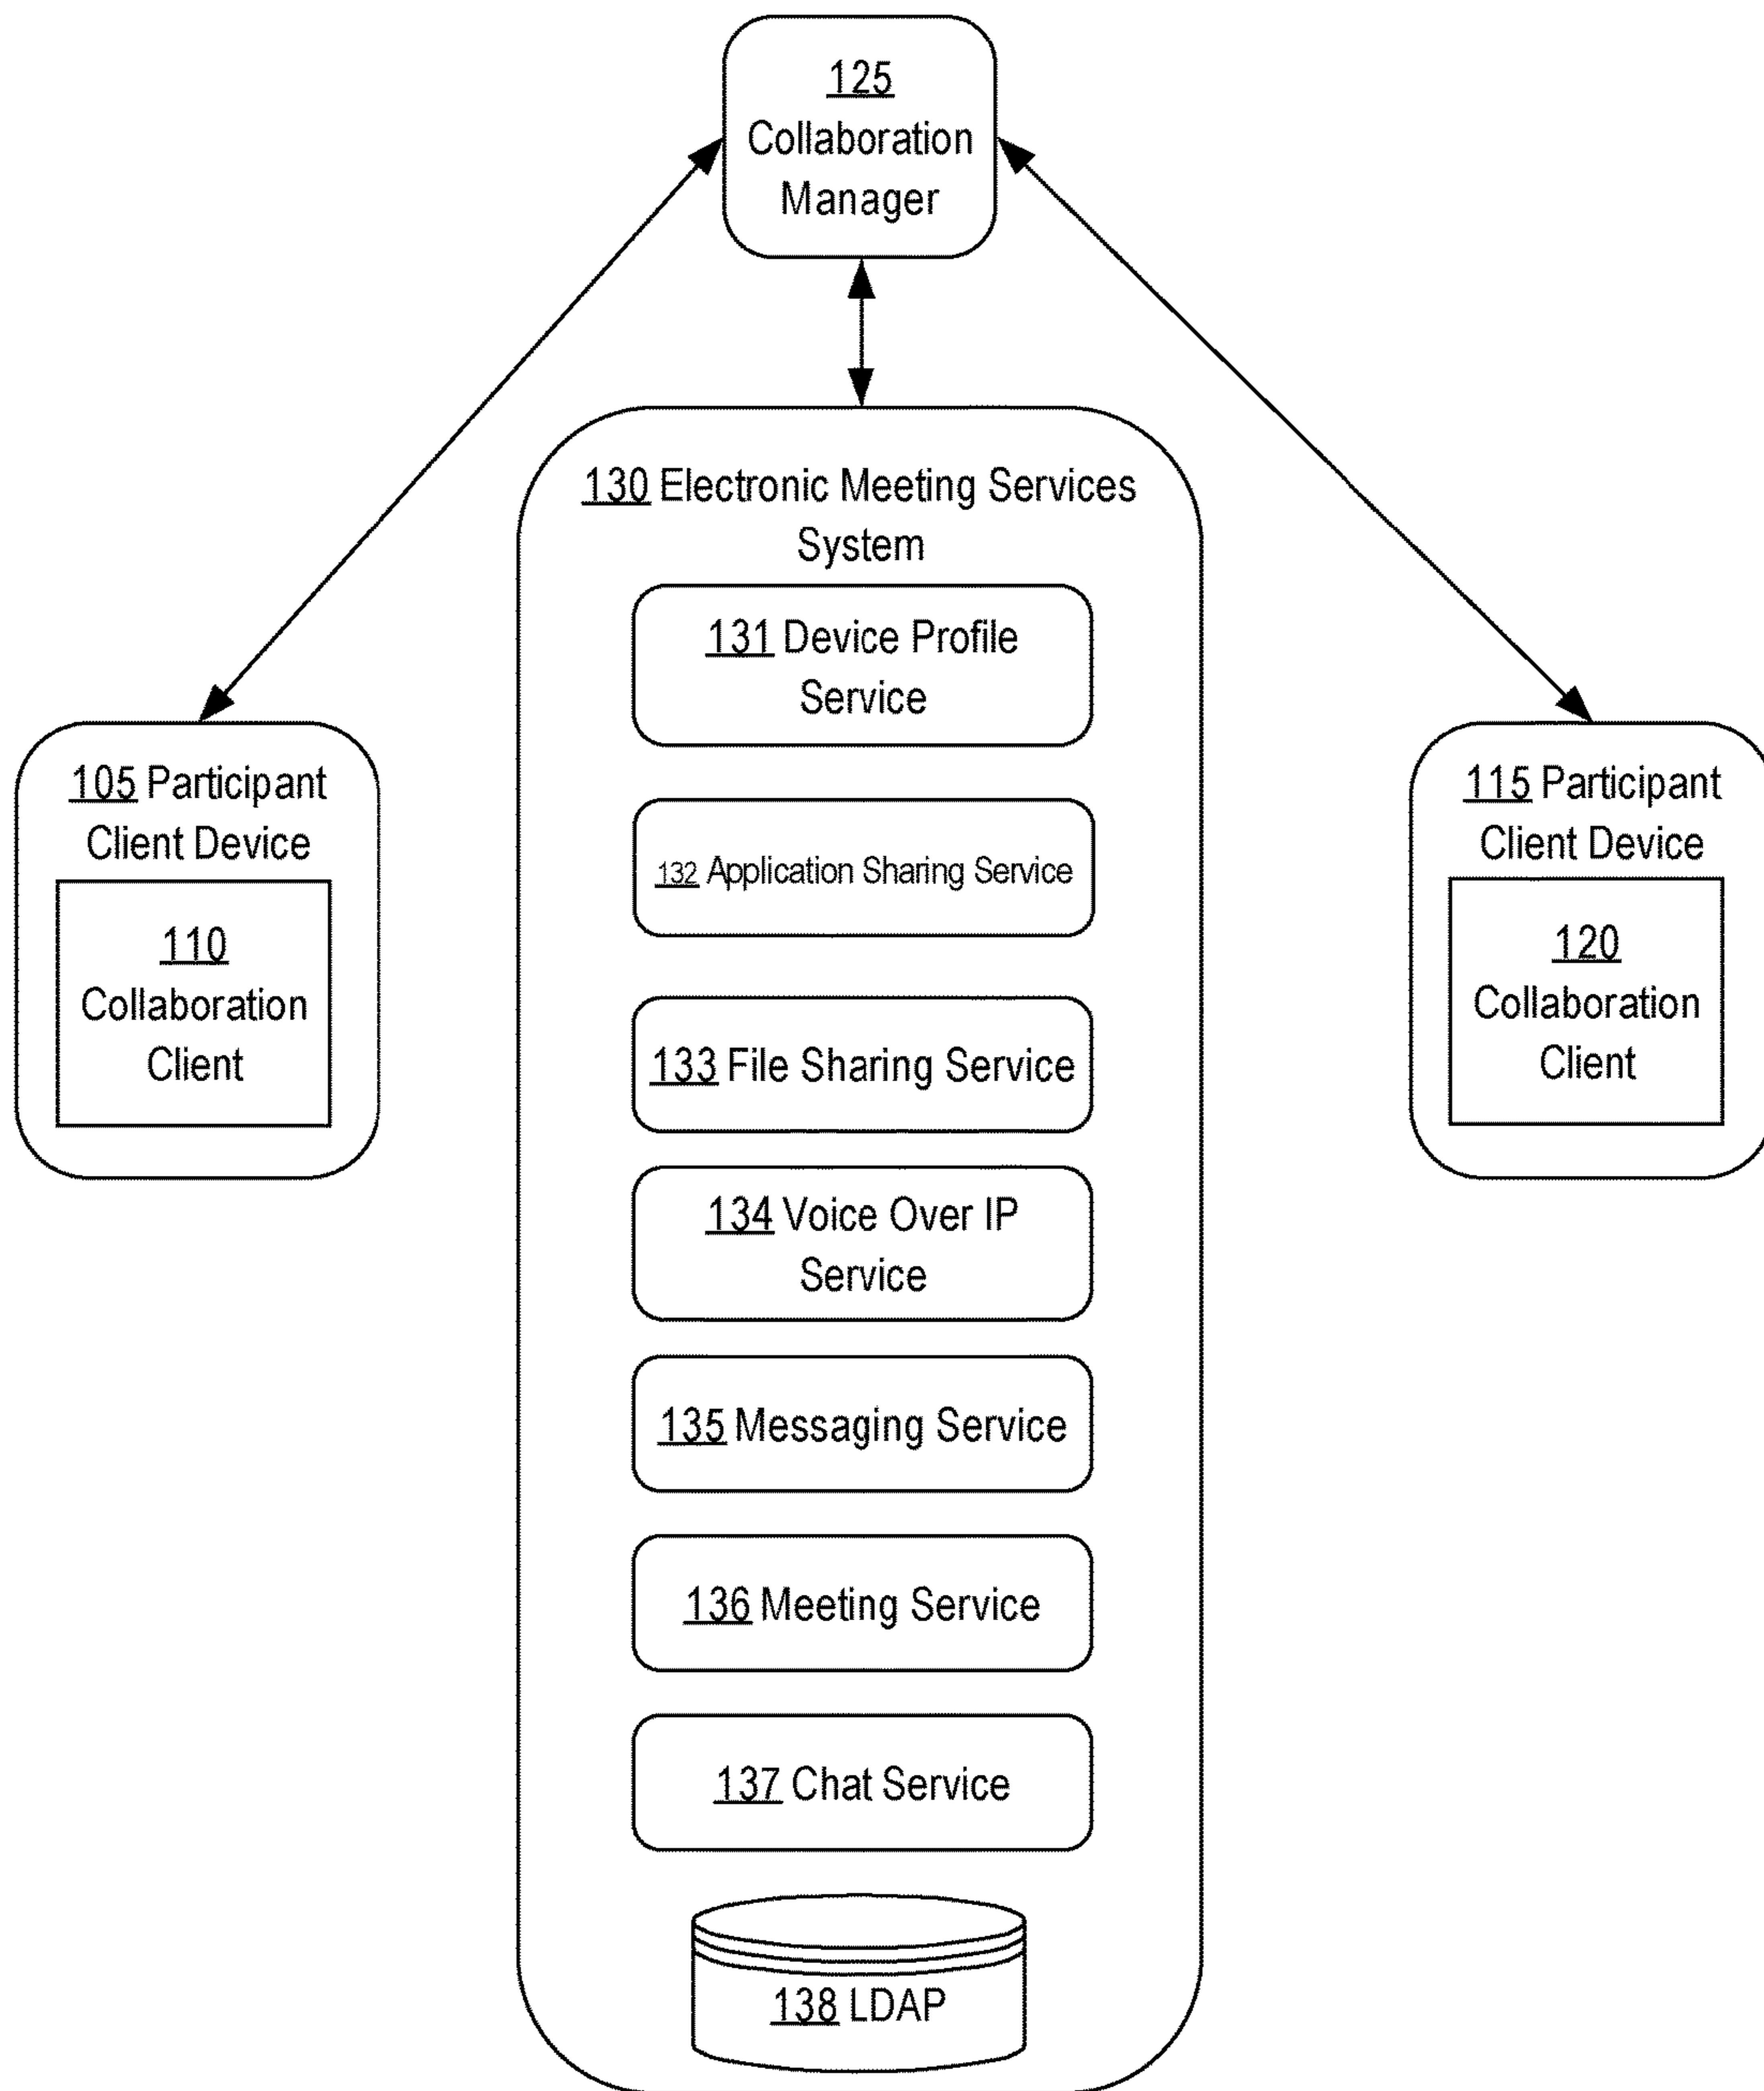 125
Collaboration
Manager
130 Electronic Meeting Services
System
131 Device Profile
Service
132 Application Sharing Service
133 File Sharing Service
134 Voice Over IP
Service
135 Messaging Service
136 Meeting Service
137 Chat Service
138 LDAP
105 Participant
Client Device
110
Collaboration
Client
115 Participant
Client Device
120
Collaboration
Client